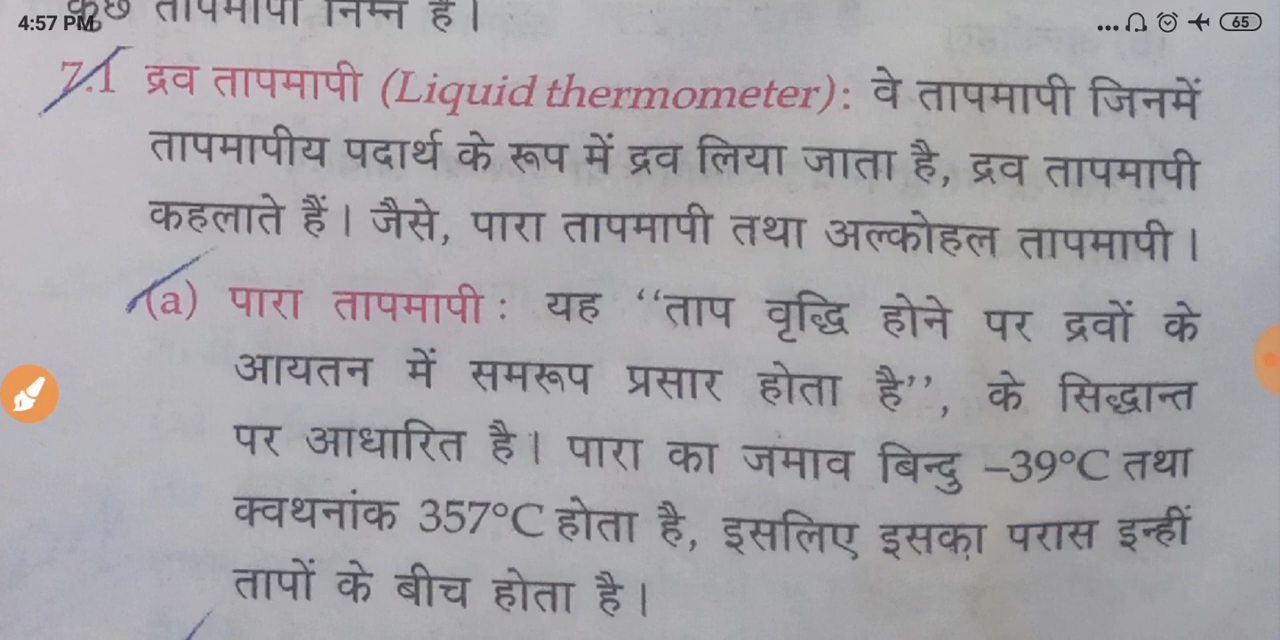 कुछ तापमापी निम्न हैं।
4:57 PM
65
7.1 द्रव तापमापी (Liquid thermometer): वे तापमापी जिनमें
तापमापीय पदार्थ के रूप में द्रव लिया जाता है, द्रव तापमापी
कहलाते हैं। जैसे, पारा तापमापी तथा अल्कोहल तापमापी।
(a) पारा तापमापी : यह ‘‘ताप वृद्धि होने पर द्रवों के
आयतन में समरूप प्रसार होता है’’, के सिद्धान्त
पर आधारित है। पारा का जमाव बिन्दु –39°C तथा
क्वथनांक 357°C होता है, इसलिए इसका परास इन्हीं
तापों के बीच होता है।